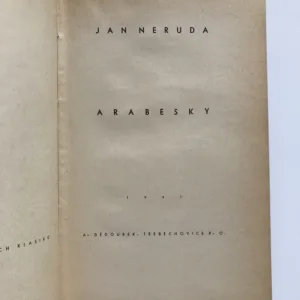 JAN NERUDA
ARABESKY
A. DĚDOUREK, TŘEBECHOVICE P. O.